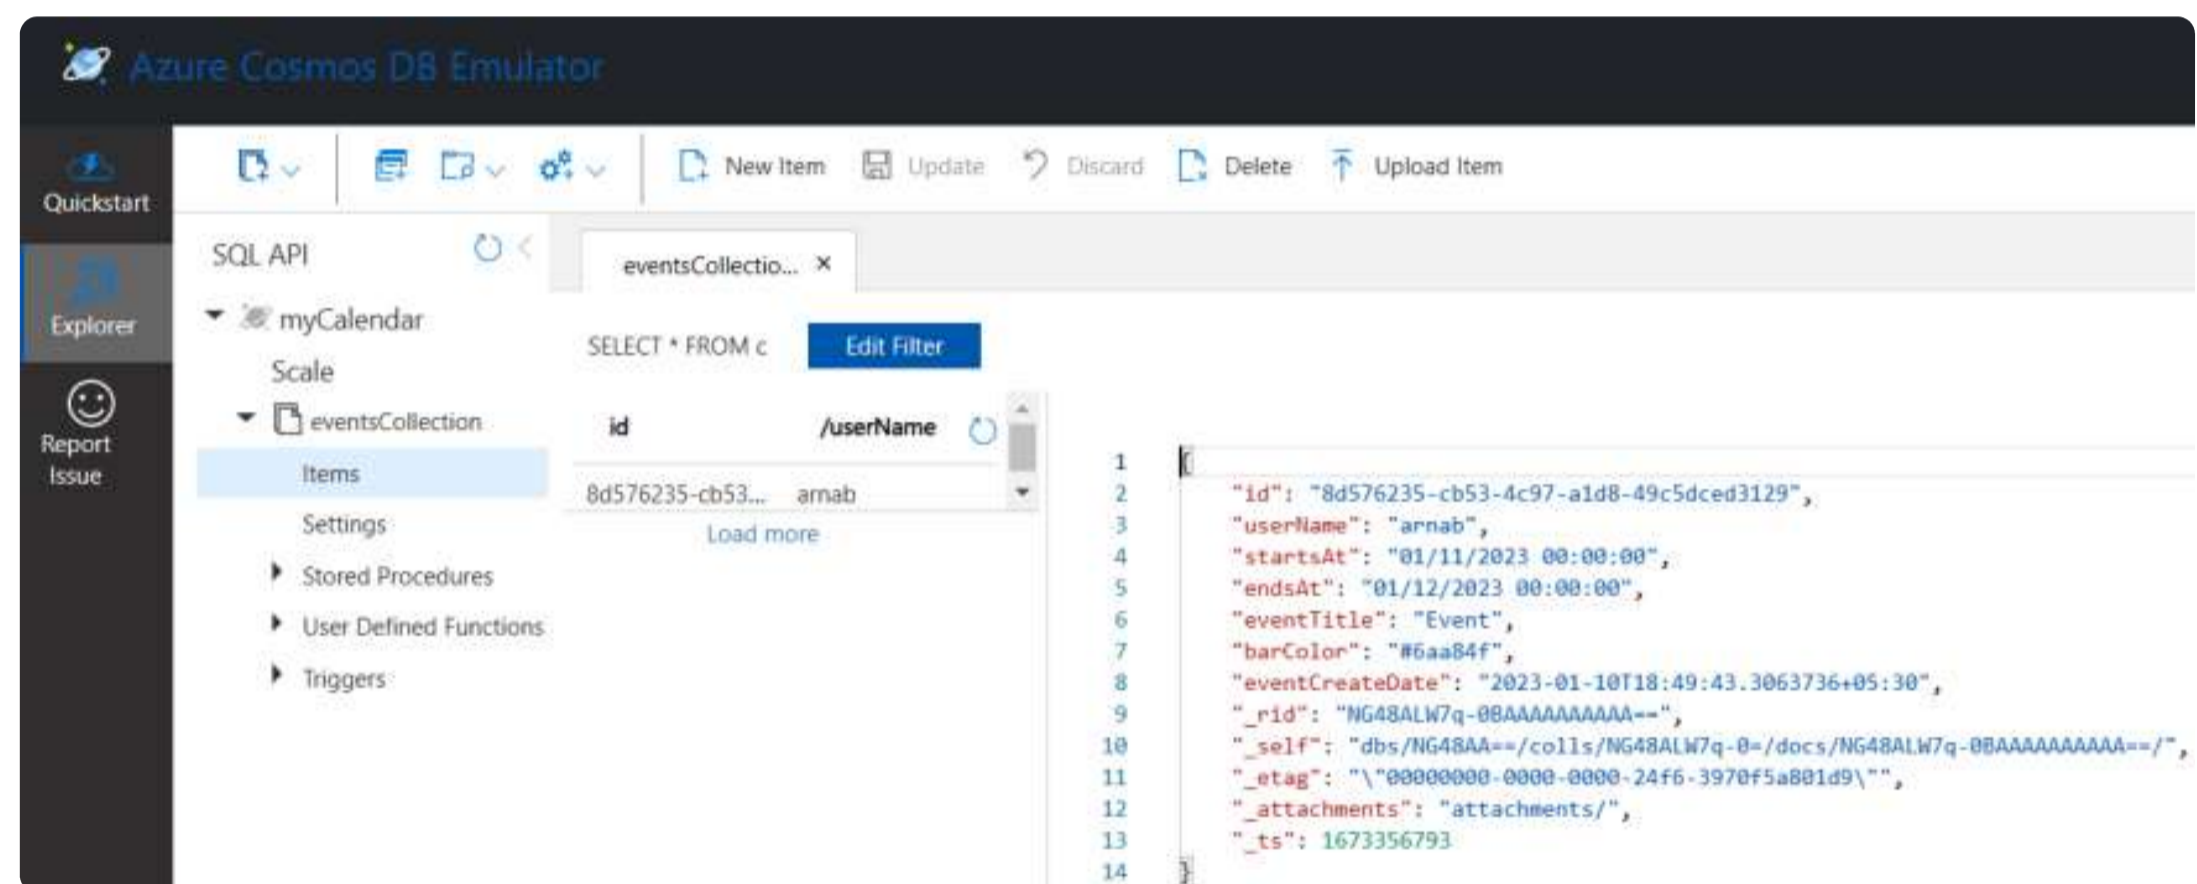 Azure Cosmos DB Emulator
Quickstart
Explorer
Report
Issue
New Item Update Discard Delete Upload Item
SQL API
myCalendar
Scale
eventsCollection
Items
Settings
Stored Procedures
User Defined Functions
Triggers
eventsCollectio... ×
SELECT * FROM c Edit Filter
id /userName
8d576235-cb53... arnab
Load more
1 {
2 "id": "8d576235-cb53-4c97-a1d8-49c5dced3129",
3 "userName": "arnab",
4 "startsAt": "01/11/2023 00:00:00",
5 "endsAt": "01/12/2023 00:00:00",
6 "eventTitle": "Event",
7 "barColor": "#6aa84f",
8 "eventCreateDate": "2023-01-10T18:49:43.3063736+05:30",
9 "_rid": "NG48ALW7q-0BAAAAAAAAAA==",
10 "_self": "dbs/NG48AA==/colls/NG48ALW7q-0=/docs/NG48ALW7q-0BAAAAAAAAAA==/",
11 "_etag": "\"00000000-0000-0000-24f6-3970f5a801d9\"",
12 "_attachments": "attachments/",
13 "_ts": 1673356793
14 }